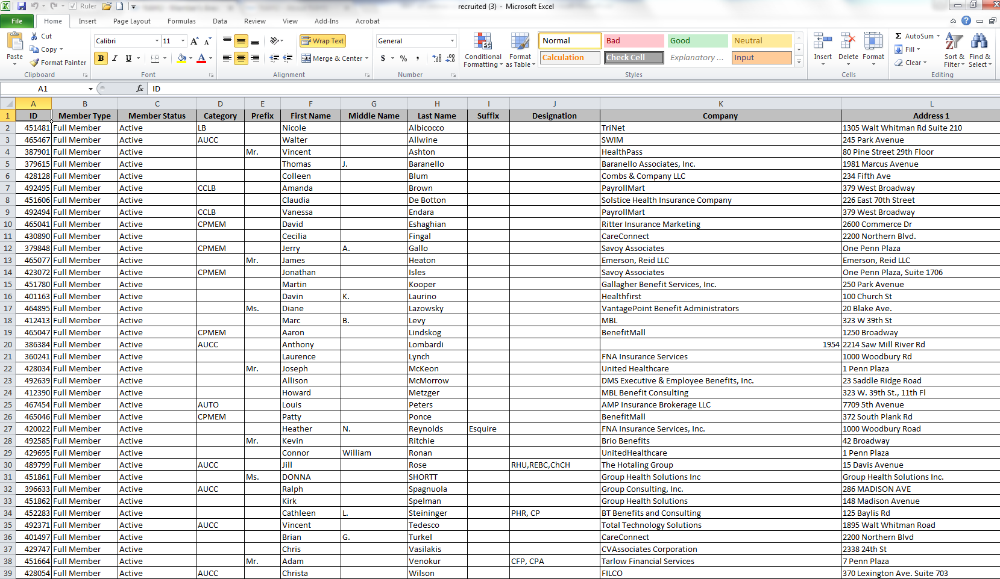 Ruler
recruited (3) - Microsoft Excel
File Home Insert Page Layout Formulas Data Review View Add-Ins Acrobat
Paste Cut Copy Format Painter Clipboard
Calibri 11 A A B I U A Font
Wrap Text Merge & Center Alignment
General $ % , .0 .00 .00 .0 Number
Conditional Formatting Format as Table Normal Bad Good Neutral Calculation Check Cell Explanatory ... Input Styles
Insert Delete Format Cells
Σ AutoSum Fill Clear Sort & Filter Find & Select Editing
A1 fx ID
A B C D E F G H I J K L
1 ID Member Type Member Status Category Prefix First Name Middle Name Last Name Suffix Designation Company Address 1
2 451481 Full Member Active LB Nicole Albicocco TriNet 1305 Walt Whitman Rd Suite 210
3 465467 Full Member Active AUCC Walter Allwine SWIM 245 Park Avenue
4 387901 Full Member Active Mr. Vincent Ashton HealthPass 80 Pine Street 29th Floor
5 379615 Full Member Active Thomas J. Baranello Baranello Associates, Inc. 1981 Marcus Avenue
6 428128 Full Member Active Colleen Blum Combs & Company LLC 234 Fifth Ave
7 492495 Full Member Active CCLB Amanda Brown PayrollMart 379 West Broadway
8 451606 Full Member Active Claudia De Botton Solstice Health Insurance Company 226 East 70th Street
9 492494 Full Member Active CCLB Vanessa Endara PayrollMart 379 West Broadway
10 465041 Full Member Active CPMEM David Eshaghian Ritter Insurance Marketing 2600 Commerce Dr
11 430890 Full Member Active Cecilia Fingal CareConnect 2200 Northern Blvd.
12 379848 Full Member Active CPMEM Jerry A. Gallo Savoy Associates One Penn Plaza
13 465077 Full Member Active Mr. James Heaton Emerson, Reid LLC Emerson, Reid LLC
14 423072 Full Member Active CPMEM Jonathan Isles Savoy Associates One Penn Plaza, Suite 1706
15 451780 Full Member Active Martin Kooper Gallagher Benefit Services, Inc. 250 Park Avenue
16 401163 Full Member Active Davin K. Laurino Healthfirst 100 Church St
17 464895 Full Member Active Ms. Diane Lazowsky VantagePoint Benefit Administrators 20 Blake Ave.
18 412413 Full Member Active Marc B. Levy MBL 323 W 39th St
19 465047 Full Member Active CPMEM Aaron Lindskog BenefitMall 1250 Broadway
20 386384 Full Member Active AUCC Anthony Lombardi 1954 2214 Saw Mill River Rd
21 360241 Full Member Active Laurence Lynch FNA Insurance Services 1000 Woodbury Rd
22 428034 Full Member Active Mr. Joseph McKeon United Healthcare 1 Penn Plaza
23 492639 Full Member Active Allison McMorrow DMS Executive & Employee Benefits, Inc. 23 Saddle Ridge Road
24 412390 Full Member Active Howard Metzger MBL Benefit Consulting 323 W. 39th St., 11th Fl
25 467454 Full Member Active AUTO Louis Peters AMP Insurance Brokerage LLC 7709 5th Avenue
26 465046 Full Member Active CPMEM Patty Ponce BenefitMall 372 South Plank Rd
27 420022 Full Member Active Heather N. Reynolds Esquire FNA Insurance Services, Inc. 1000 Woodbury Road
28 492585 Full Member Active Mr. Kevin Ritchie Brio Benefits 42 Broadway
29 429695 Full Member Active Connor William Ronan UnitedHealthcare 1 Penn Plaza
30 489799 Full Member Active AUCC Jill Rose RHU,REBC,ChCH The Hotaling Group 15 Davis Avenue
31 451861 Full Member Active Ms. DONNA SHORTT Group Health Solutions Inc Group Health Solutions Inc.
32 396633 Full Member Active AUCC Ralph Spagnuola Group Consulting, Inc. 286 MADISON AVE
33 451862 Full Member Active Kirk Spelman Group Health Solutions 148 Madison Avenue
34 452283 Full Member Active Cathleen L. Steininger PHR, CP BT Benefits and Consulting 125 Baylis Rd
35 492371 Full Member Active AUCC Vincent Tedesco Total Technology Solutions 1895 Walt Whitman Road
36 401497 Full Member Active Brian G. Turkel CareConnect 2200 Northern Blvd
37 429747 Full Member Active Chris Vasilakis CVAssociates Corporation 2338 24th St
38 451664 Full Member Active Mr. Adam Venokur CFP, CPA Tarlow Financial Services 7 Penn Plaza
39 428054 Full Member Active AUCC Christa Wilson FILCO 370 Lexington Ave. Suite 703